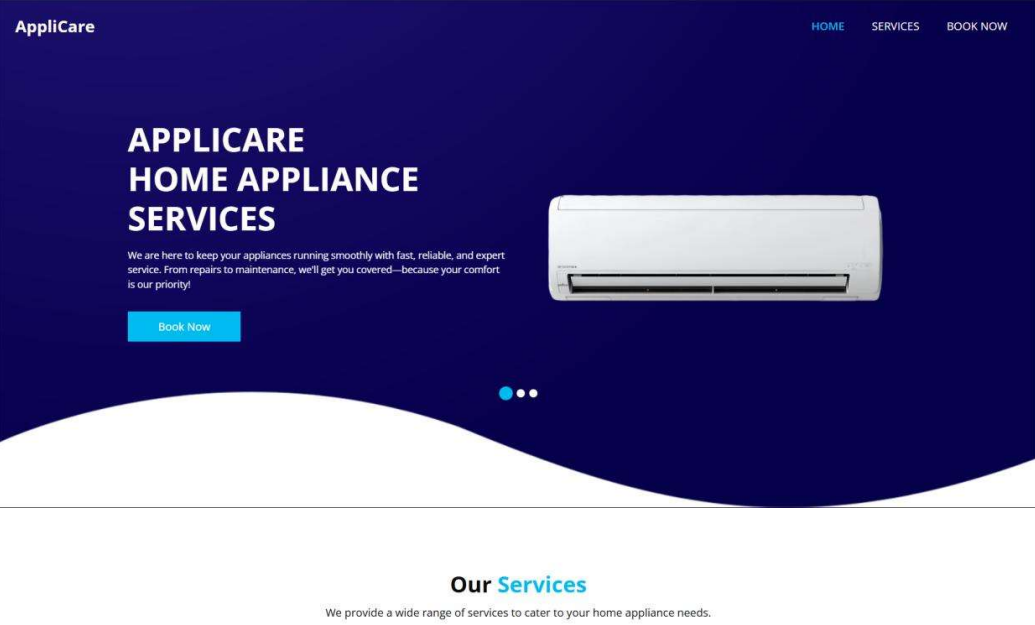 AppliCare
HOME
SERVICES
BOOK NOW
APPLICARE
HOME APPLIANCE
SERVICES
We are here to keep your appliances running smoothly with fast, reliable, and expert
service. From repairs to maintenance, we'll get you covered—because your comfort
is our priority!
Book Now
Our Services
We provide a wide range of services to cater to your home appliance needs.